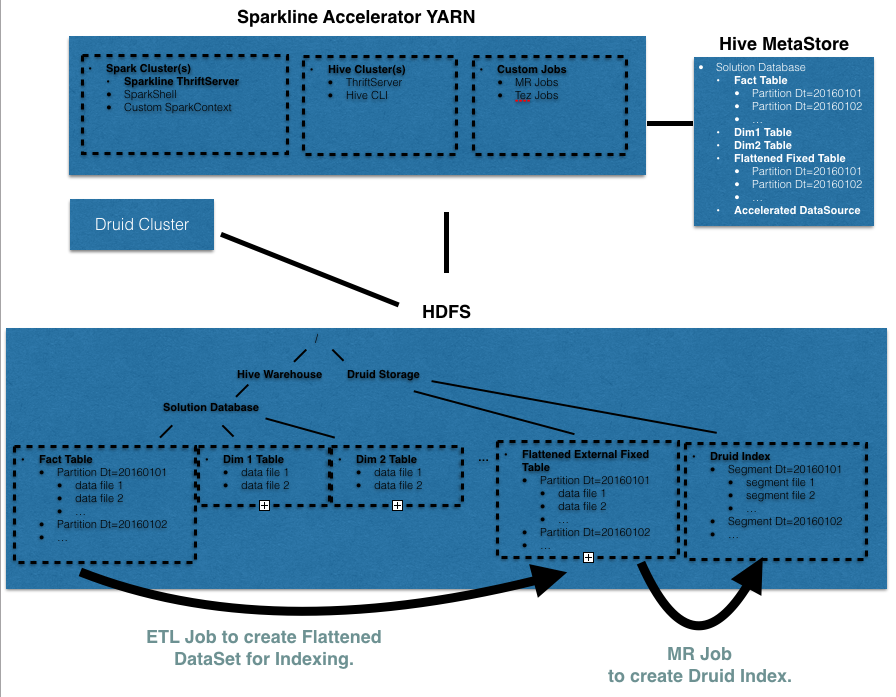 Sparkline Accelerator YARN
Spark Cluster(s)
Sparkline ThriftServer
SparkShell
Custom SparkContext
Hive Cluster(s)
ThriftServer
Hive CLI
Custom Jobs
MR Jobs
Tez Jobs
Hive MetaStore
Solution Database
Fact Table
Partition Dt=20160101
Partition Dt=20160102
...
Dim1 Table
Dim2 Table
Flattened Fixed Table
Partition Dt=20160101
Partition Dt=20160102
...
Accelerated DataSource
Druid Cluster
HDFS
/
Hive Warehouse
Druid Storage
Solution Database
Fact Table
Partition Dt=20160101
data file 1
data file 2
...
Partition Dt=20160102
...
Dim 1 Table
data file 1
data file 2
Dim 2 Table
data file 1
data file 2
...
Flattened External Fixed
Table
Partition Dt=20160101
data file 1
data file 2
...
Partition Dt=20160102
...
Druid Index
Segment Dt=20160101
segment file 1
segment file 2
...
Segment Dt=20160102
...
ETL Job to create Flattened
DataSet for Indexing.
MR Job
to create Druid Index.